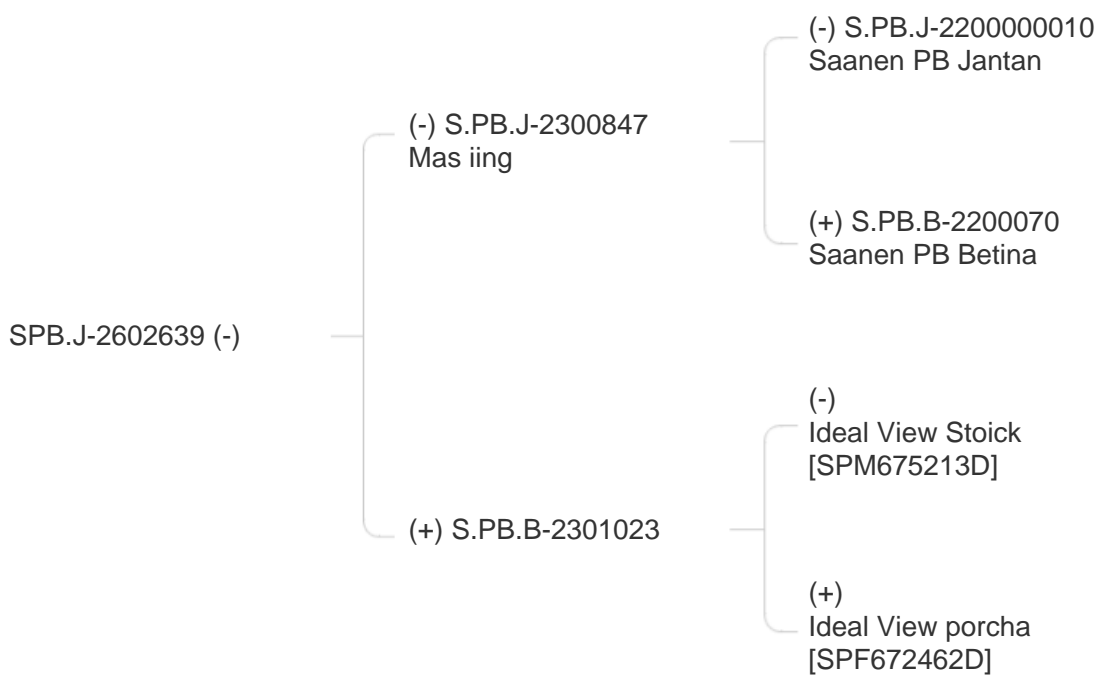 (-) S.PB.J-2200000010
Saanen PB Jantan
(-) S.PB.J-2300847
Mas iing
(+) S.PB.B-2200070
Saanen PB Betina
SPB.J-2602639 (-)
(-)
Ideal View Stoick
[SPM675213D]
(+) S.PB.B-2301023
(+)
Ideal View porcha
[SPF672462D]